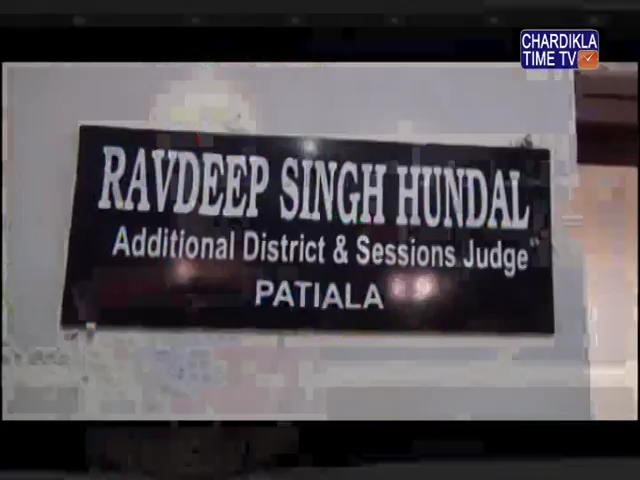 CHARDIKLA
TIME TV
RAVDEEP SINGH HUNDAL
Additional District & Sessions Judge
PATIALA